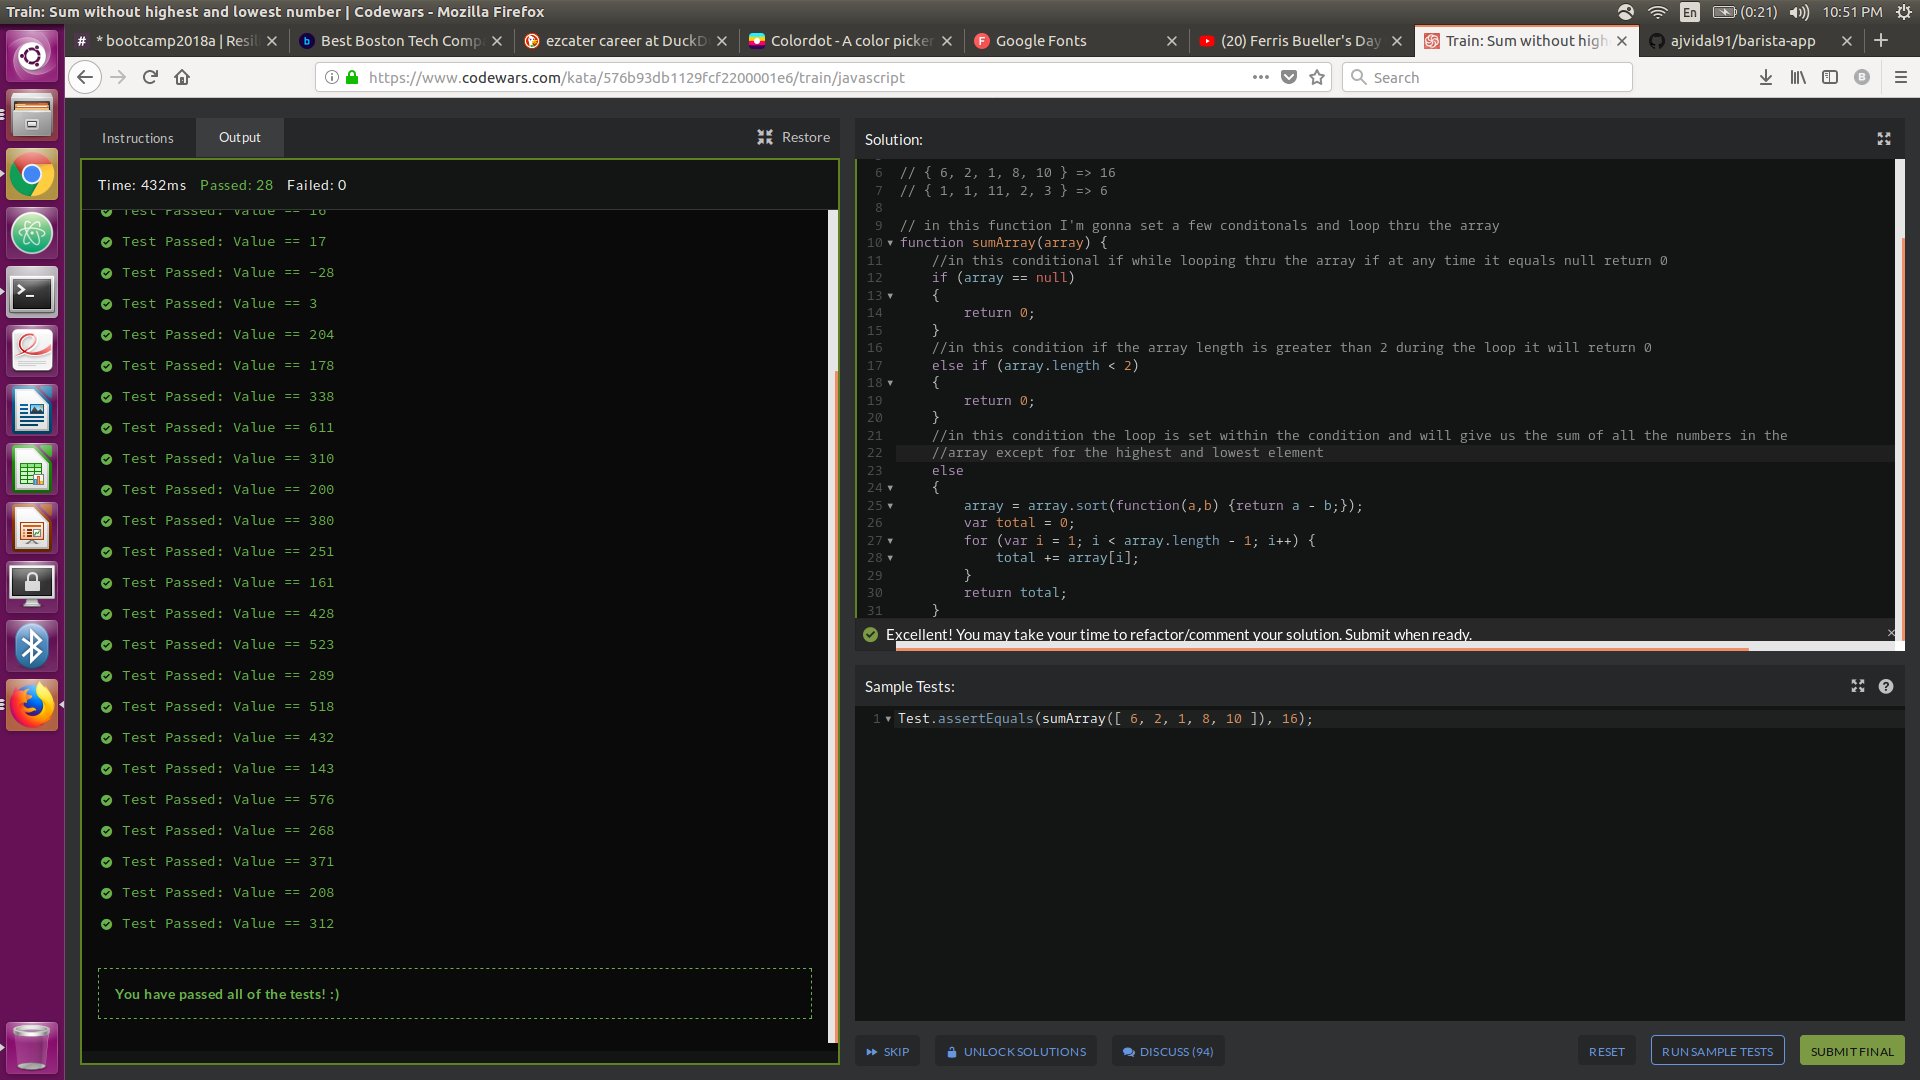 Train: Sum without highest and lowest number | Codewars - Mozilla Firefox
En (0:21) 10:51 PM
* bootcamp2018a | Resil
Best Boston Tech Comp
ezcater career at DuckD
Colordot - A color picker
Google Fonts
(20) Ferris Bueller's Day
Train: Sum without high
ajvidal91/barista-app
https://www.codewars.com/kata/576b93db1129fcf2200001e6/train/javascript
Search
Instructions
Output
Restore
Time: 432ms Passed: 28 Failed: 0
Test Passed: Value == 16
Test Passed: Value == 17
Test Passed: Value == -28
Test Passed: Value == 3
Test Passed: Value == 204
Test Passed: Value == 178
Test Passed: Value == 338
Test Passed: Value == 611
Test Passed: Value == 310
Test Passed: Value == 200
Test Passed: Value == 380
Test Passed: Value == 251
Test Passed: Value == 161
Test Passed: Value == 428
Test Passed: Value == 523
Test Passed: Value == 289
Test Passed: Value == 518
Test Passed: Value == 432
Test Passed: Value == 143
Test Passed: Value == 576
Test Passed: Value == 268
Test Passed: Value == 371
Test Passed: Value == 208
Test Passed: Value == 312
You have passed all of the tests! :)
Solution:
6 // { 6, 2, 1, 8, 10 } => 16
7 // { 1, 1, 11, 2, 3 } => 6
8
9 // in this function I'm gonna set a few conditonals and loop thru the array
10 function sumArray(array) {
11 //in this conditional if while looping thru the array if at any time it equals null return 0
12 if (array == null)
13 {
14 return 0;
15 }
16 //in this condition if the array length is greater than 2 during the loop it will return 0
17 else if (array.length < 2)
18 {
19 return 0;
20 }
21 //in this condition the loop is set within the condition and will give us the sum of all the numbers in the
22 //array except for the highest and lowest element
23 else
24 {
25 array = array.sort(function(a,b) {return a - b;});
26 var total = 0;
27 for (var i = 1; i < array.length - 1; i++) {
28 total += array[i];
29 }
30 return total;
31 }
Excellent! You may take your time to refactor/comment your solution. Submit when ready.
Sample Tests:
1 Test.assertEquals(sumArray([ 6, 2, 1, 8, 10 ]), 16);
SKIP
UNLOCK SOLUTIONS
DISCUSS (94)
RESET
RUN SAMPLE TESTS
SUBMIT FINAL